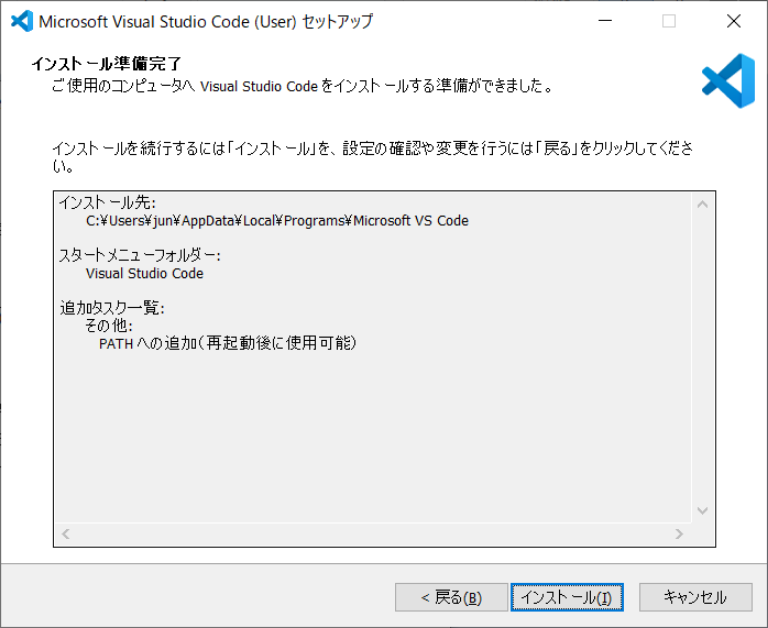 Microsoft Visual Studio Code (User) セットアップ
インストール準備完了
ご使用のコンピュータへ Visual Studio Code をインストールする準備ができました。
インストールを続行するには「インストール」を、設定の確認や変更を行うには「戻る」をクリックしてくださ
い。
インストール先:
C:¥Users¥jun¥AppData¥Local¥Programs¥Microsoft VS Code
スタートメニューフォルダー:
Visual Studio Code
追加タスク一覧:
その他:
PATH への追加(再起動後に使用可能)
< 戻る(B)
インストール(I)
キャンセル